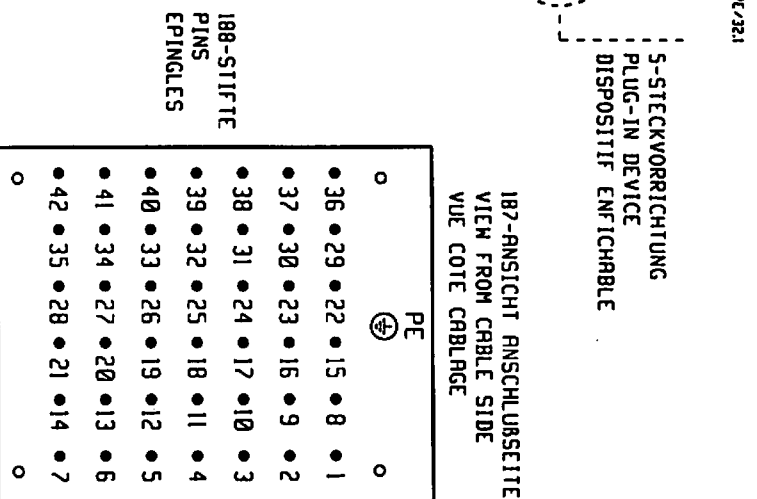 5-STECKVORRICHTUNG
PLUG-IN DEVICE
DISPOSITIF ENFICHABLE
187-ANSICHT ANSCHLUßSEITE
VIEW FROM CABLE SIDE
VUE COTE CABLAGE
PE
• 36 • 29 • 22 • 15 • 8 • 1
• 37 • 30 • 23 • 16 • 9 • 2
• 38 • 31 • 24 • 17 • 10 • 3
• 39 • 32 • 25 • 18 • 11 • 4
• 40 • 33 • 26 • 19 • 12 • 5
• 41 • 34 • 27 • 20 • 13 • 6
• 42 • 35 • 28 • 21 • 14 • 7
188-STIFTE
PINS
EPINGLES